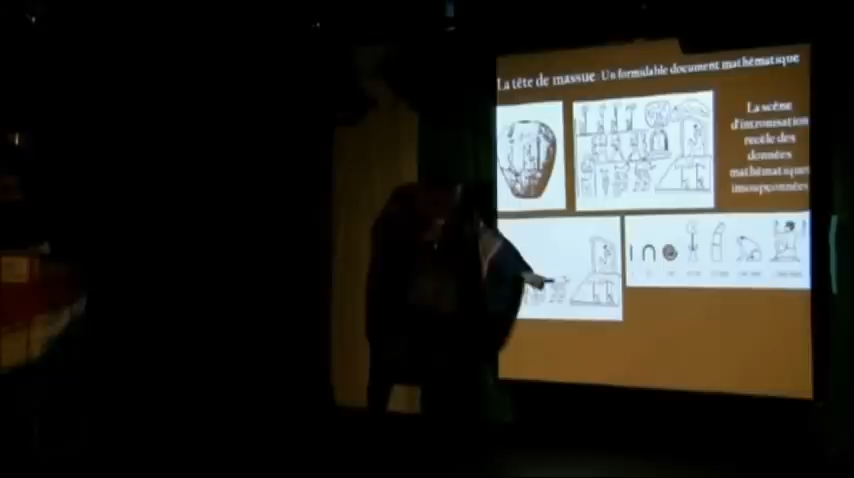 La tête de massue Un formidable document mathématique
La scène
d'intronisation
recèle des
données
mathématiques
insoupçonnées